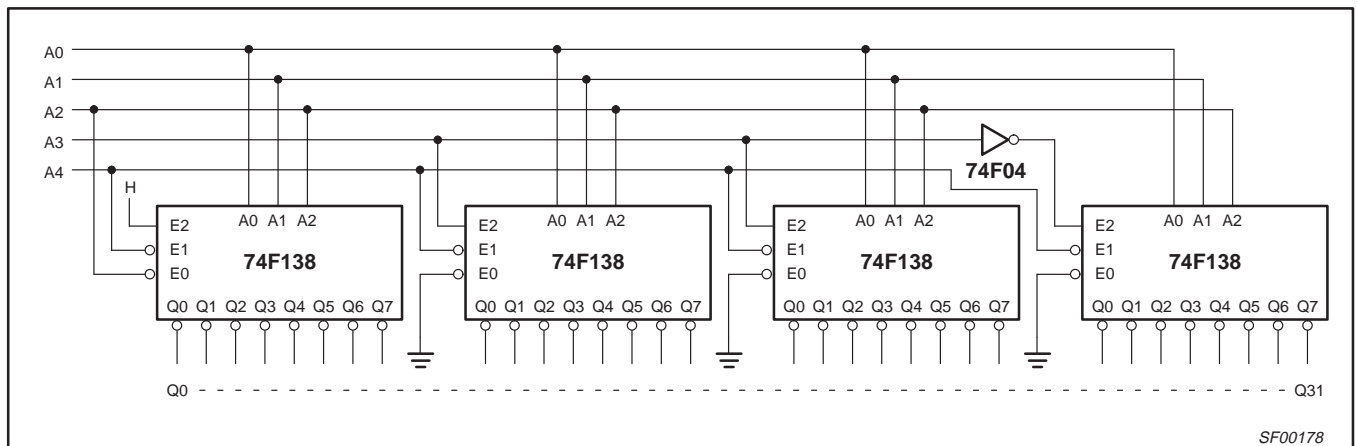 A0
A1
A2
A3
A4
74F04
H
A0 A1 A2
A0 A1 A2
A0 A1 A2
A0 A1 A2
E2
E2
E2
E2
E1
E1
E1
E1
74F138
74F138
74F138
74F138
E0
E0
E0
E0
Q0 Q1 Q2 Q3 Q4 Q5 Q6 Q7
Q0 Q1 Q2 Q3 Q4 Q5 Q6 Q7
Q0 Q1 Q2 Q3 Q4 Q5 Q6 Q7
Q0 Q1 Q2 Q3 Q4 Q5 Q6 Q7
Q0
Q31
SF00178